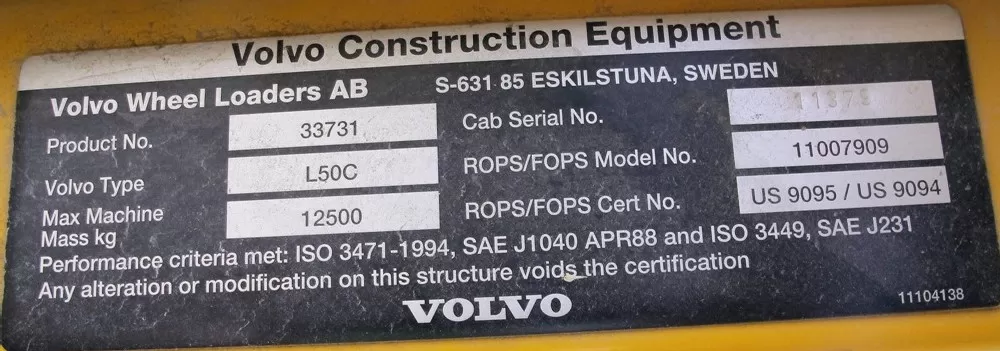 Volvo Construction Equipment
Volvo Wheel Loaders AB S-631 85 ESKILSTUNA, SWEDEN
Product No. 33731
Volvo Type L50C
Max Machine
Mass kg 12500
Cab Serial No. 11379
ROPS/FOPS Model No. 11007909
ROPS/FOPS Cert No. US 9095 / US 9094
Performance criteria met: ISO 3471-1994, SAE J1040 APR88 and ISO 3449, SAE J231
Any alteration or modification on this structure voids the certification
VOLVO
11104138